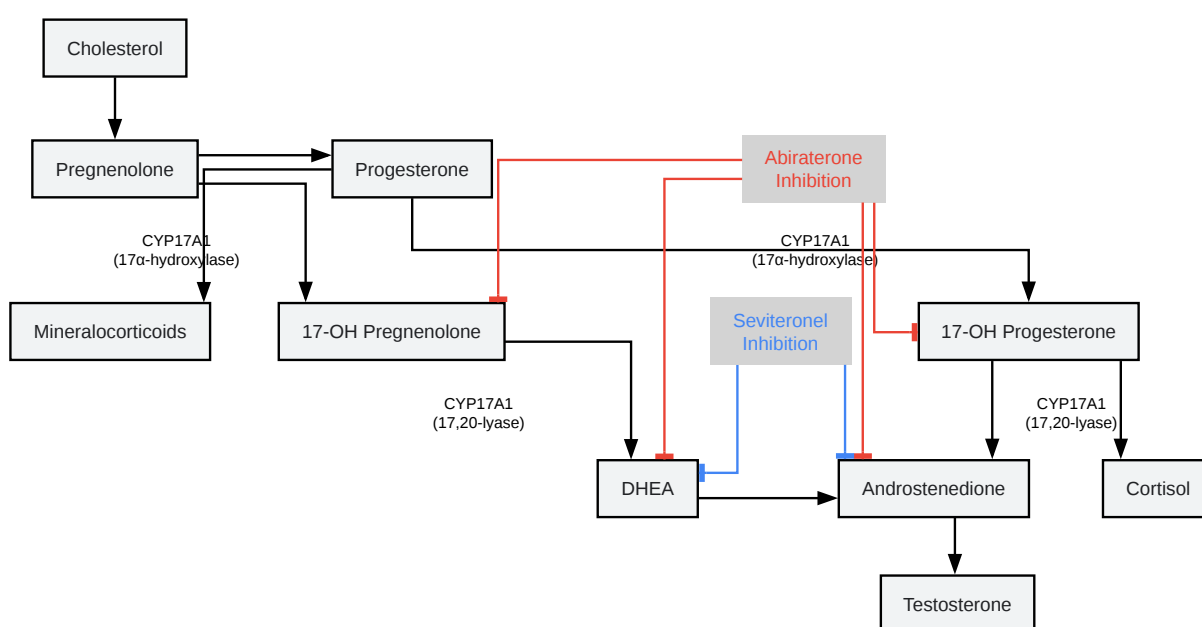 Cholesterol
Pregnenolone
Progesterone
Abiraterone
Inhibition
CYP17A1
(17α-hydroxylase)
CYP17A1
(17α-hydroxylase)
Mineralocorticoids
17-OH Pregnenolone
Seviteronel
Inhibition
17-OH Progesterone
CYP17A1
(17,20-lyase)
CYP17A1
(17,20-lyase)
DHEA
Androstenedione
Cortisol
Testosterone